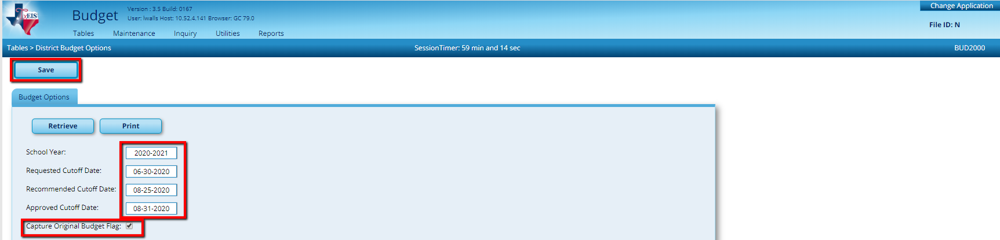 TxEIS
Budget
Version : 3.5 Build: 0167
User: lwalls Host: 10.52.4.141 Browser: GC 79.0
Change Application
File ID: N
Tables Maintenance Inquiry Utilities Reports
Tables > District Budget Options SessionTimer: 59 min and 14 sec BUD2000
Save
Budget Options
Retrieve Print
School Year: 2020-2021
Requested Cutoff Date: 06-30-2020
Recommended Cutoff Date: 08-25-2020
Approved Cutoff Date: 08-31-2020
Capture Original Budget Flag: